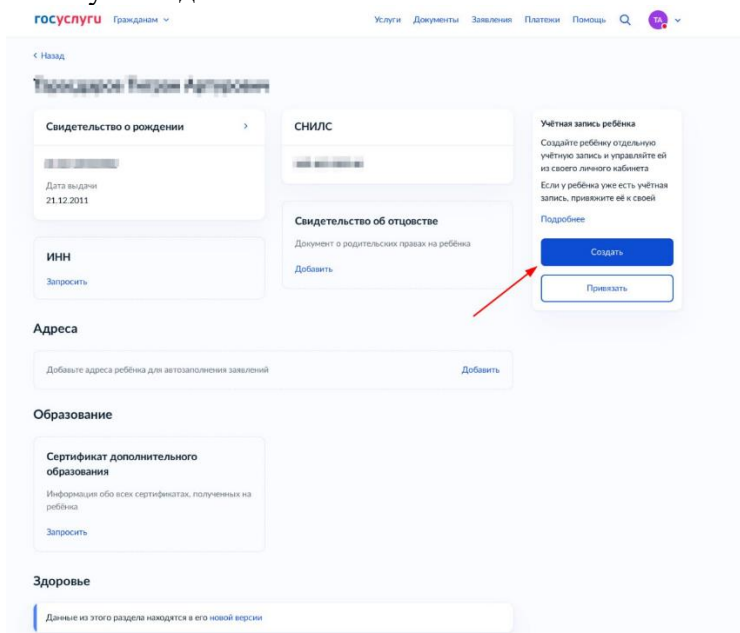 госуслуги Гражданам
Услуги Документы Заявления Платежи Помощь ТА
Назад
Свидетельство о рождении
Дата выдачи
21.12.2011
СНИЛС
Учётная запись ребёнка
Создайте ребёнку отдельную
учётную запись и управляйте ей
из своего личного кабинета
Если у ребёнка уже есть учётная
запись, привяжите её к своей
Подробнее
Создать
Привязать
ИНН
Запросить
Свидетельство об отцовстве
Документ о родительских правах на ребёнка
Добавить
Адреса
Добавьте адреса ребёнка для автозаполнения заявлений
Добавить
Образование
Сертификат дополнительного
образования
Информация обо всех сертификатах, полученных на
ребёнка
Запросить
Здоровье
Данные из этого раздела находятся в его новой версии